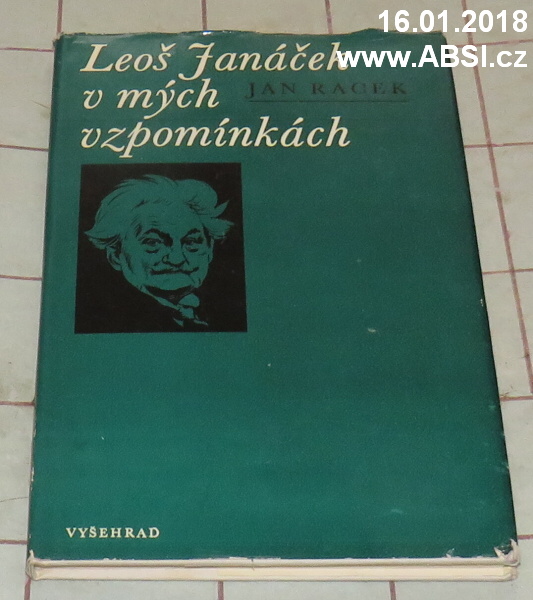 16.01.2018
www.ABSI.cz
Leoš Janáček
JAN RACEK
v mých
vzpomínkách
VYŠEHRAD